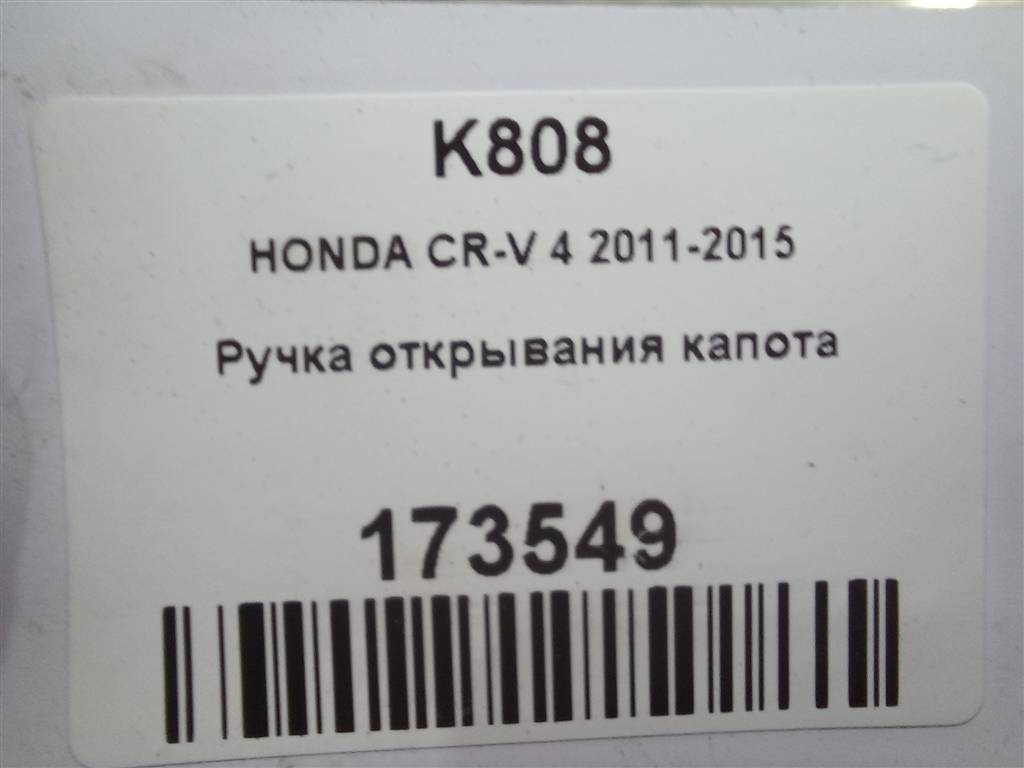 K808
HONDA CR-V 4 2011-2015
Ручка открывания капота
173549